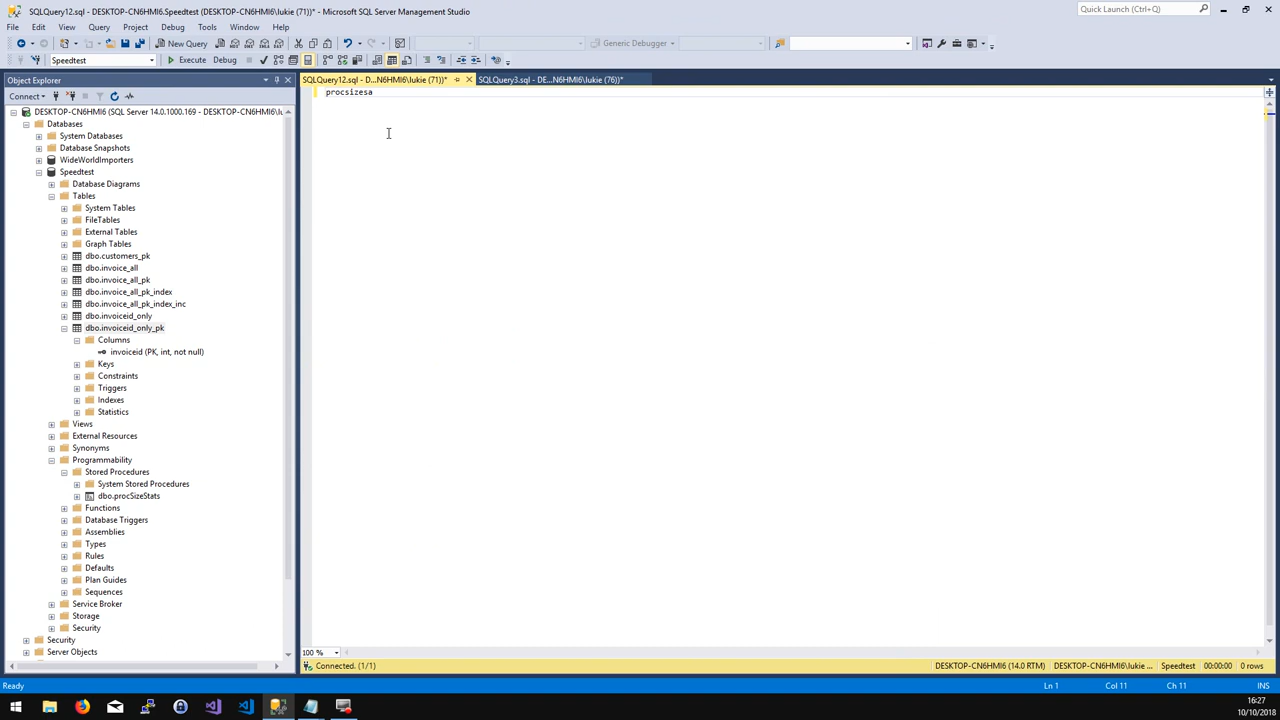 SQLQuery12.sql - DESKTOP-CN6HMI6.Speedtest (DESKTOP-CN6HMI6\lukie (71))* - Microsoft SQL Server Management Studio
Quick Launch (Ctrl+Q)
File Edit View Query Project Debug Tools Window Help
New Query
Generic Debugger
Speedtest
Execute Debug
Object Explorer
SQLQuery12.sql - D...N6HMI6\lukie (71))*
SQLQuery3.sql - DE...N6HMI6\lukie (76))*
Connect
procsizesa
DESKTOP-CN6HMI6 (SQL Server 14.0.1000.169 - DESKTOP-CN6HMI6\lu
Databases
System Databases
Database Snapshots
WideWorldImporters
Speedtest
Database Diagrams
Tables
System Tables
FileTables
External Tables
Graph Tables
dbo.customers_pk
dbo.invoice_all
dbo.invoice_all_pk
dbo.invoice_all_pk_index
dbo.invoice_all_pk_index_inc
dbo.invoiceid_only
dbo.invoiceid_only_pk
Columns
invoiceid (PK, int, not null)
Keys
Constraints
Triggers
Indexes
Statistics
Views
External Resources
Synonyms
Programmability
Stored Procedures
System Stored Procedures
dbo.procSizeStats
Functions
Database Triggers
Assemblies
Types
Rules
Defaults
Plan Guides
Sequences
Service Broker
Storage
Security
Security
Server Objects
100 %
Connected. (1/1)
DESKTOP-CN6HMI6 (14.0 RTM)
DESKTOP-CN6HMI6\lukie ...
Speedtest
00:00:00
0 rows
Ready
Ln 1
Col 11
Ch 11
INS
16:27
10/10/2018